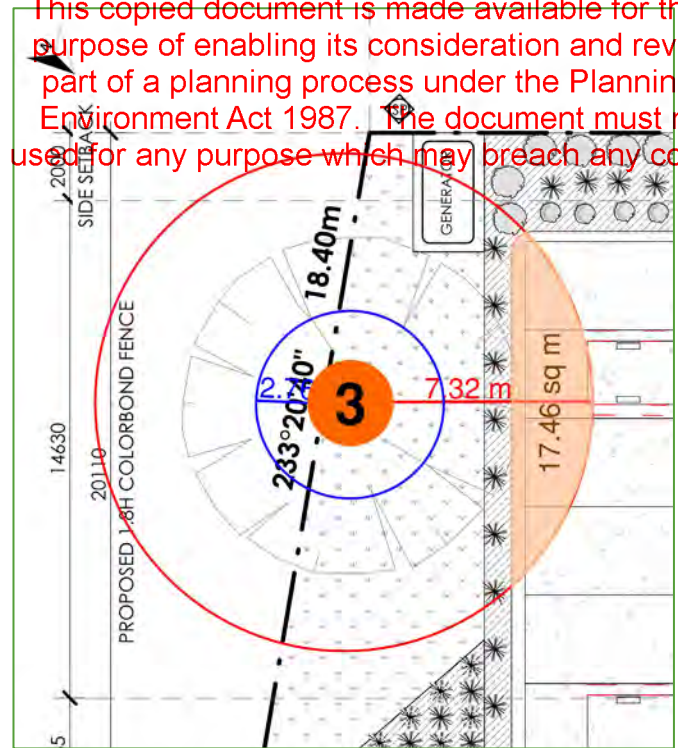 This copied document is made available for th
purpose of enabling its consideration and rev
part of a planning process under the Plannin
Environment Act 1987. The document must
used for any purpose which may breach any co
2000
SIDE SETBACK
GENERATOR
18.40m
PROPOSED 1.8H COLORBOND FENCE
233°20'40"
3
7.32 m
17.46 sq m
14630
20110
5